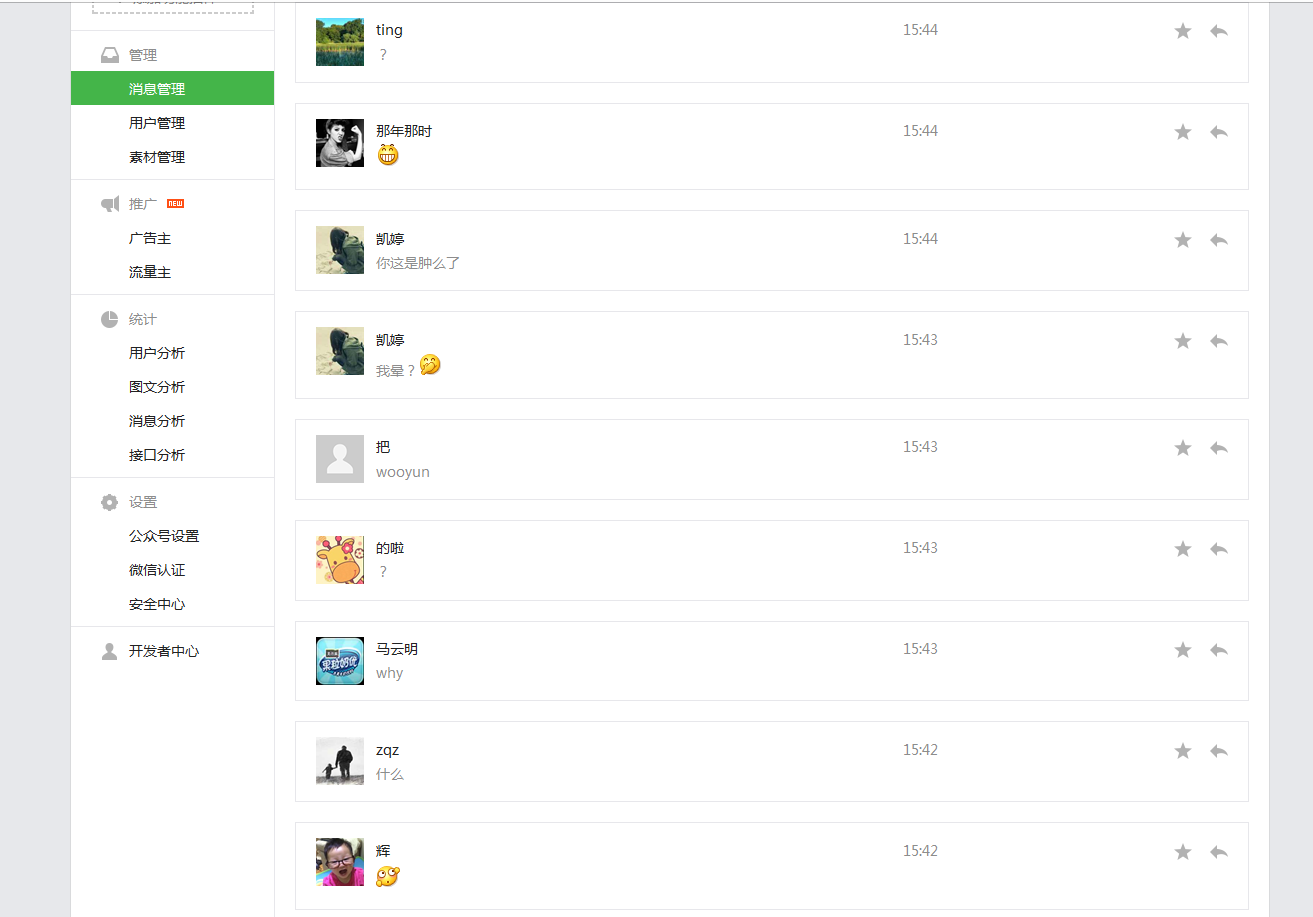 管理
消息管理
用户管理
素材管理
推广 NEW
广告主
流量主
统计
用户分析
图文分析
消息分析
接口分析
设置
公众号设置
微信认证
安全中心
开发者中心
ting 15:44
？
那年那时 15:44
凯婷 15:44
你这是肿么了
凯婷 15:43
我晕？
把 15:43
wooyun
的啦 15:43
？
马云明 15:43
果粒奶优
why
zqz 15:42
什么
辉 15:42